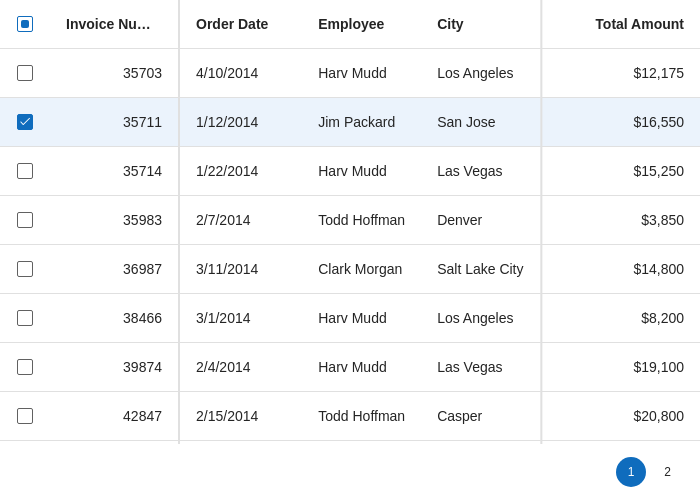 Invoice Nu… Order Date Employee City Total Amount
35703 4/10/2014 Harv Mudd Los Angeles $12,175
35711 1/12/2014 Jim Packard San Jose $16,550
35714 1/22/2014 Harv Mudd Las Vegas $15,250
35983 2/7/2014 Todd Hoffman Denver $3,850
36987 3/11/2014 Clark Morgan Salt Lake City $14,800
38466 3/1/2014 Harv Mudd Los Angeles $8,200
39874 2/4/2014 Harv Mudd Las Vegas $19,100
42847 2/15/2014 Todd Hoffman Casper $20,800
1 2